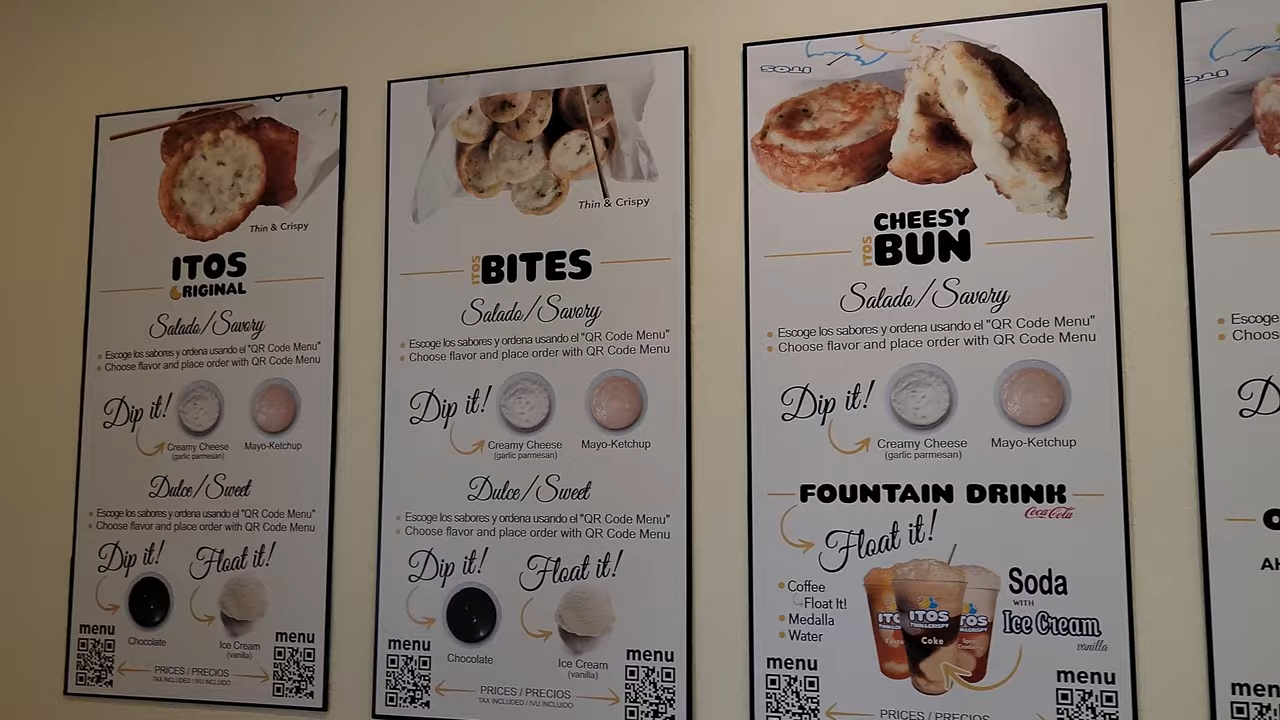 Thin & Crispy
ITOS
ORIGINAL
Salado/Savory
Escoge los sabores y ordena usando el "QR Code Menu"
Choose flavor and place order with QR Code Menu
Dip it!
Creamy Cheese
(garlic parmesan)
Mayo-Ketchup
Dulce/Sweet
Escoge los sabores y ordena usando el "QR Code Menu"
Choose flavor and place order with QR Code Menu
Dip it!
Float it!
Chocolate
Ice Cream
(vanilla)
menu
menu
PRICES / PRECIOS
TAX INCLUDED / IVU INCLUIDO
Thin & Crispy
ITOS
BITES
Salado/Savory
Escoge los sabores y ordena usando el "QR Code Menu"
Choose flavor and place order with QR Code Menu
Dip it!
Creamy Cheese
(garlic parmesan)
Mayo-Ketchup
Dulce/Sweet
Escoge los sabores y ordena usando el "QR Code Menu"
Choose flavor and place order with QR Code Menu
Dip it!
Float it!
Chocolate
Ice Cream
(vanilla)
menu
menu
PRICES / PRECIOS
TAX INCLUDED / IVU INCLUIDO
ITOS
CHEESY
ITOS
BUN
Salado/Savory
Escoge los sabores y ordena usando el "QR Code Menu"
Choose flavor and place order with QR Code Menu
Dip it!
Creamy Cheese
(garlic parmesan)
Mayo-Ketchup
FOUNTAIN DRINK
Coca-Cola
Float it!
Coffee
Float It!
Medalla
Water
ITOS
THIN & CRISPY
Coke
Soda
WITH
Ice Cream
vanilla
menu
menu
PRICES / PRECIOS